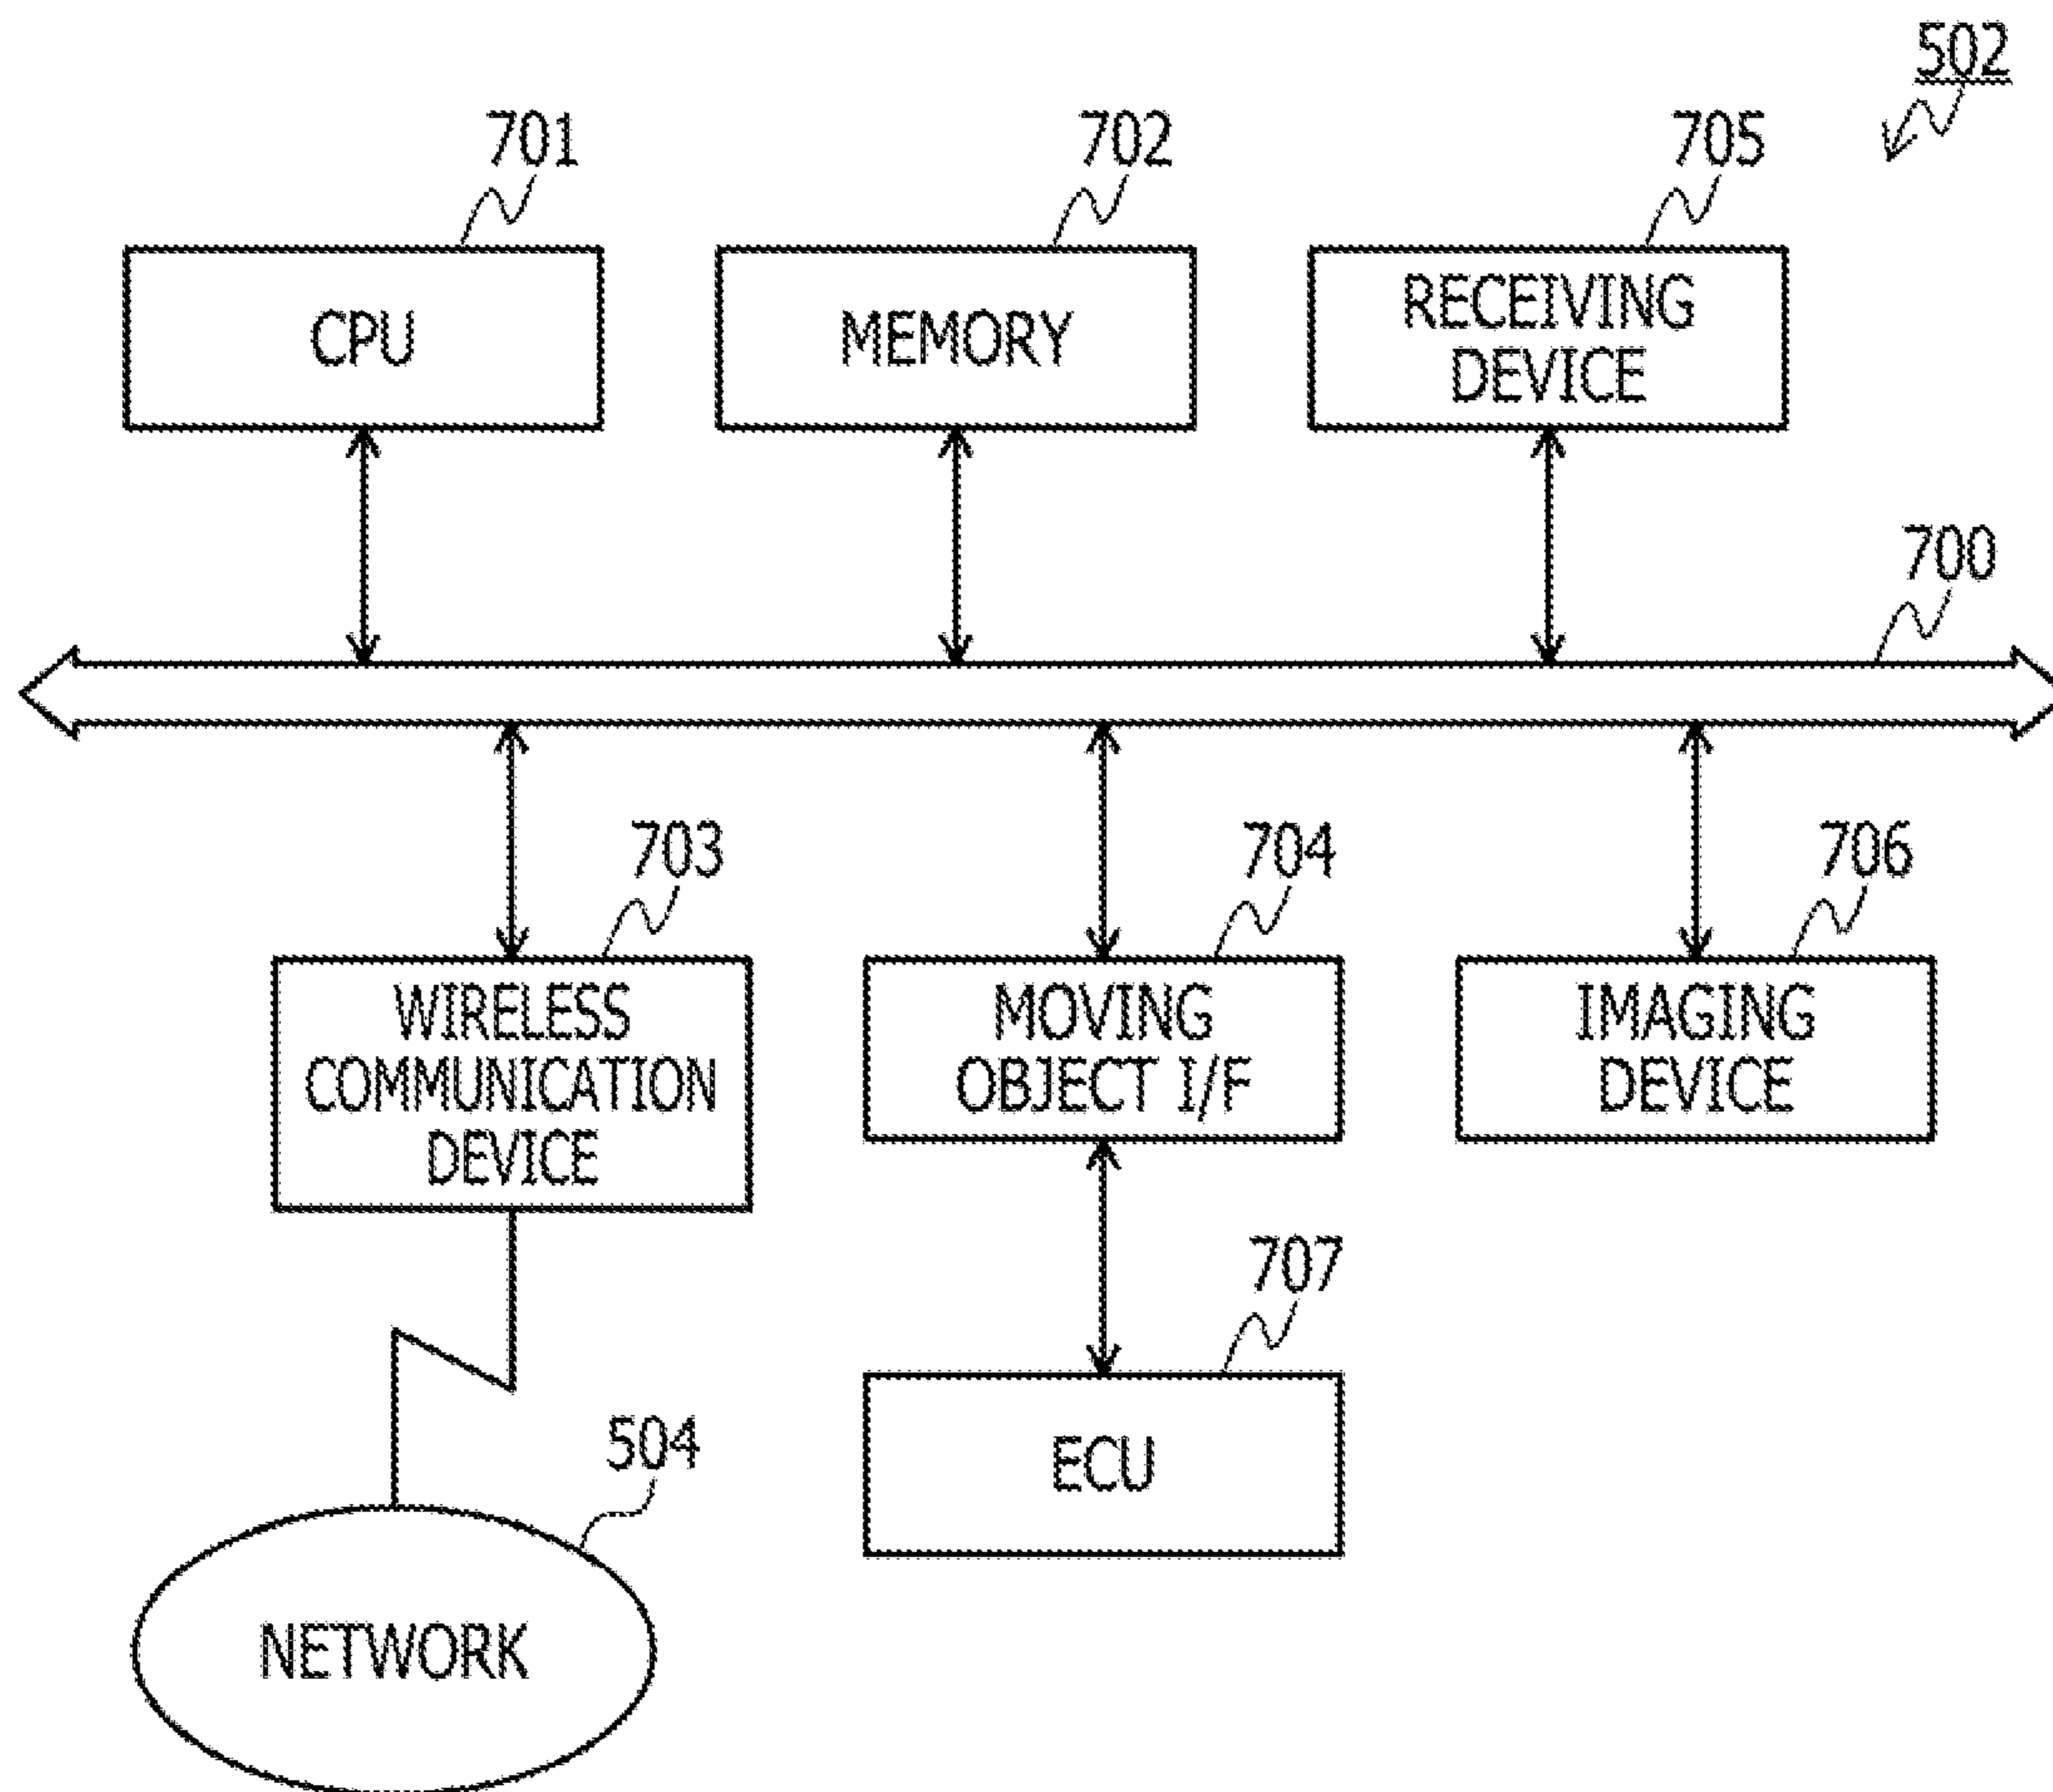 502
701
702
705
CPU
MEMORY
RECEIVING
DEVICE
700
703
704
706
WIRELESS
COMMUNICATION
DEVICE
MOVING
OBJECT I/F
IMAGING
DEVICE
707
504
ECU
NETWORK